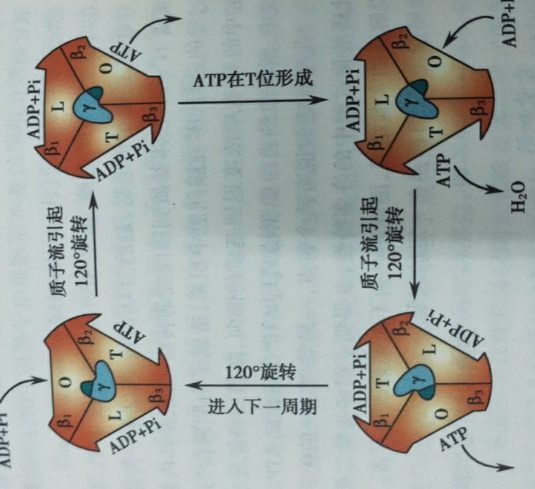 ATP
β₂
O
ADP+Pi
L
γ
β₁
T
β₃
ADP+Pi
ATP在T位形成
β₂
O
ADP+Pi
L
γ
β₁
T
β₃
ATP
H₂O
质子流引起
120°旋转
质子流引起
120°旋转
ATP
β₂
T
O
γ
β₁
L
β₃
ADP+Pi
ADP+Pi
120°旋转
进入下一周期
ADP+Pi
β₂
L
ADP+Pi
T
γ
β₁
O
β₃
ATP